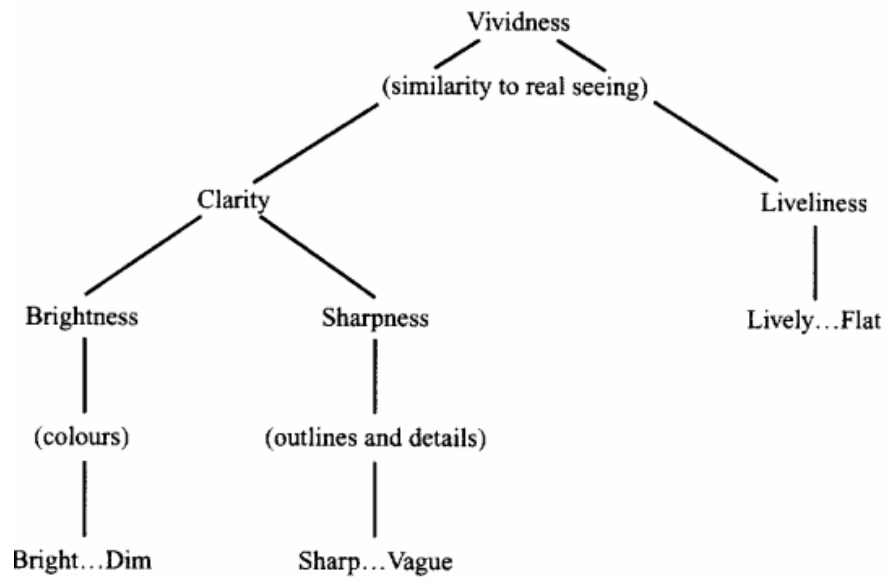 Vividness
(similarity to real seeing)
Clarity
Liveliness
Brightness
Sharpness
Lively...Flat
(colours)
(outlines and details)
Bright...Dim
Sharp...Vague